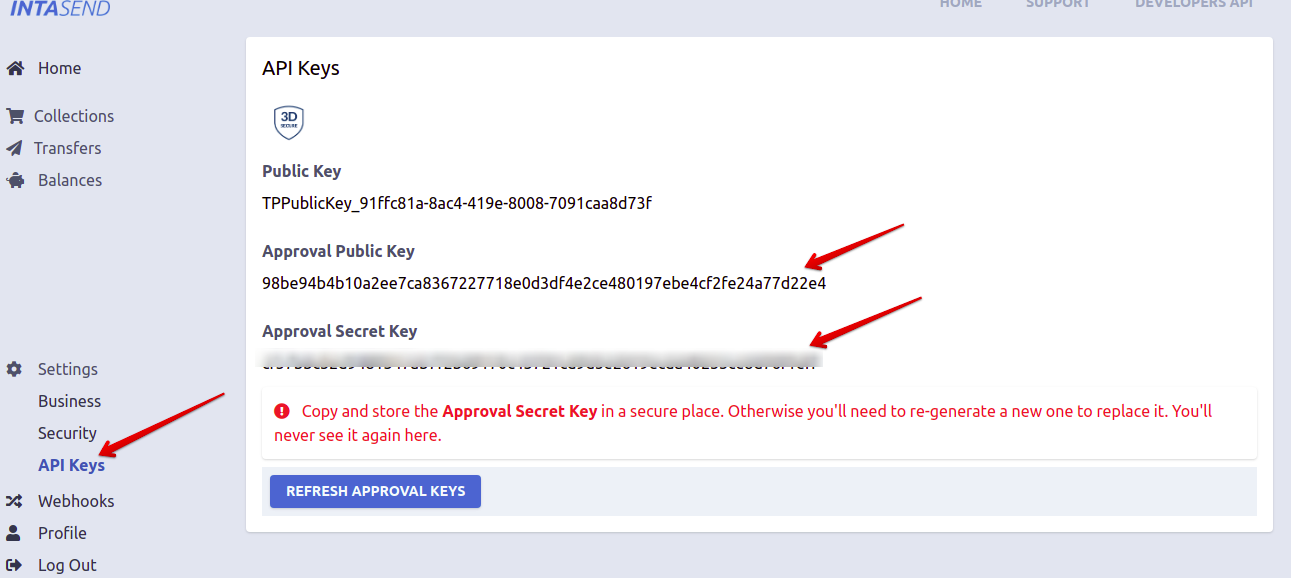 INTASEND
HOME
SUPPORT
DEVELOPERS API
Home
Collections
Transfers
Balances
Settings
Business
Security
API Keys
Webhooks
Profile
Log Out
API Keys
3D
SECURE
Public Key
TPPublicKey_91ffc81a-8ac4-419e-8008-7091caa8d73f
Approval Public Key
98be94b4b10a2ee7ca8367227718e0d3df4e2ce480197ebe4cf2fe24a77d22e4
Approval Secret Key
Copy and store the Approval Secret Key in a secure place. Otherwise you'll need to re-generate a new one to replace it. You'll
never see it again here.
REFRESH APPROVAL KEYS